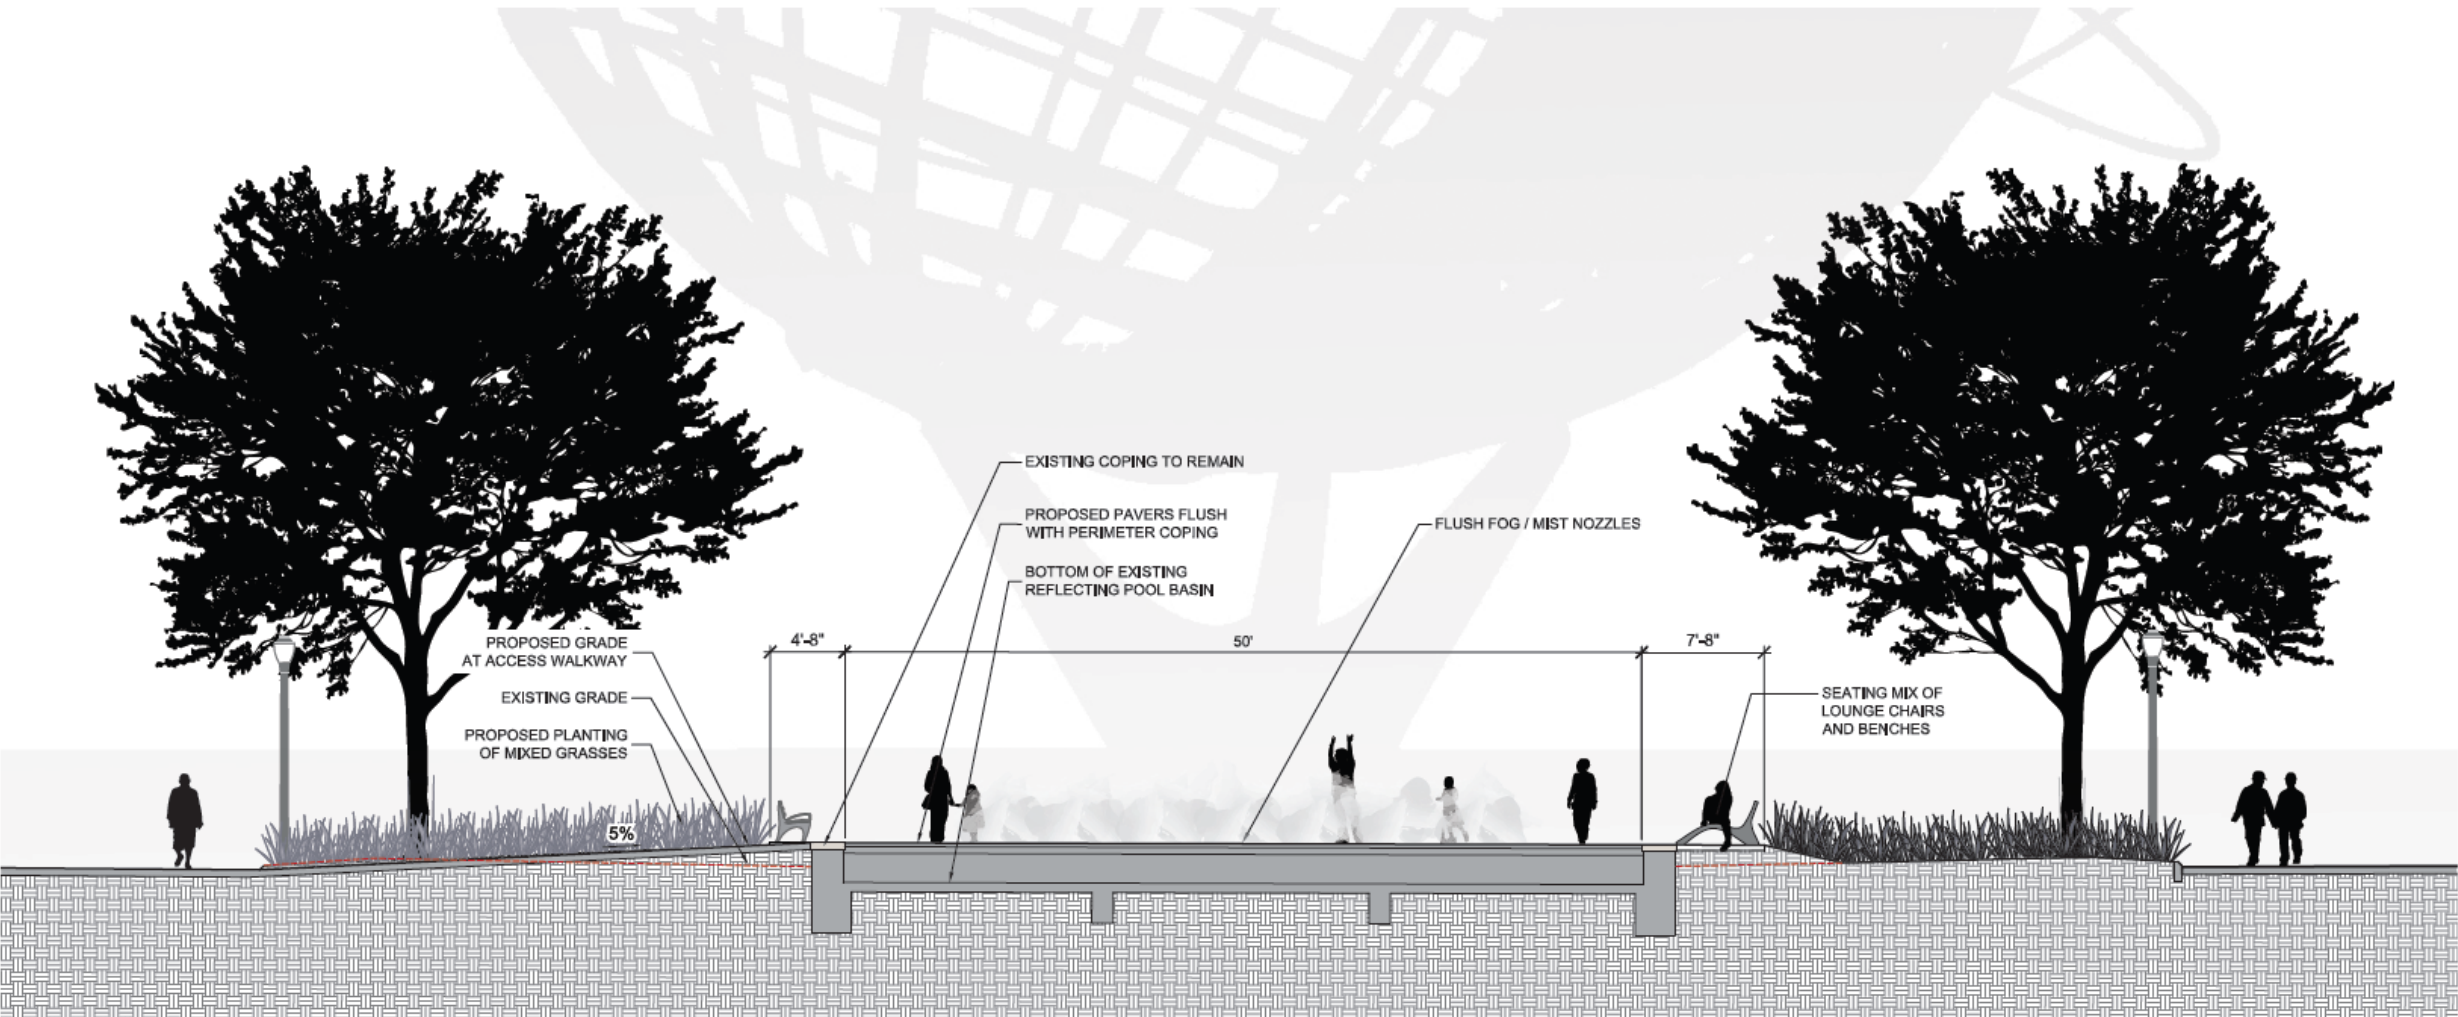 EXISTING COPING TO REMAIN
PROPOSED PAVERS FLUSH
WITH PERIMETER COPING
FLUSH FOG / MIST NOZZLES
BOTTOM OF EXISTING
REFLECTING POOL BASIN
PROPOSED GRADE
AT ACCESS WALKWAY
4'-8"
50'
7'-8"
EXISTING GRADE
SEATING MIX OF
LOUNGE CHAIRS
AND BENCHES
PROPOSED PLANTING
OF MIXED GRASSES
5%